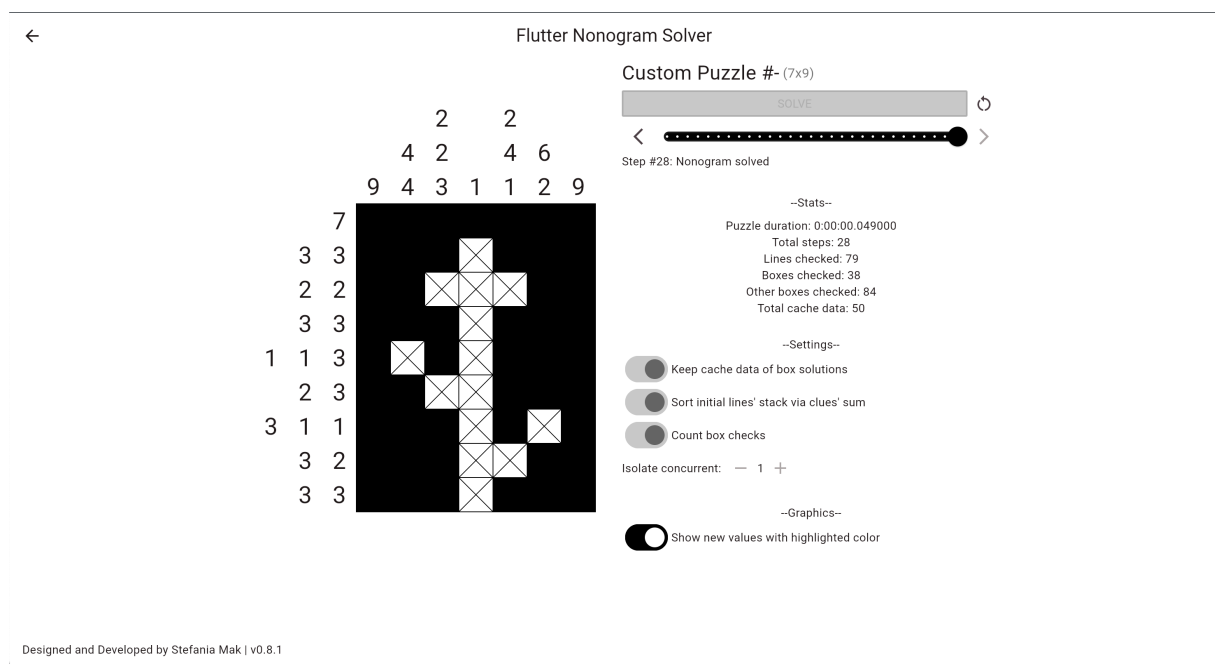 Flutter Nonogram Solver
Custom Puzzle #- (7x9)
SOLVE
Step #28: Nonogram solved
2 2
4 2 4 6
9 4 3 1 1 2 9
7
3 3
2 2
3 3
1 1 3
2 3
3 1 1
3 2
3 3
--Stats--
Puzzle duration: 0:00:00.049000
Total steps: 28
Lines checked: 79
Boxes checked: 38
Other boxes checked: 84
Total cache data: 50
--Settings--
Keep cache data of box solutions
Sort initial lines' stack via clues' sum
Count box checks
Isolate concurrent: — 1 +
--Graphics--
Show new values with highlighted color
Designed and Developed by Stefania Mak | v0.8.1